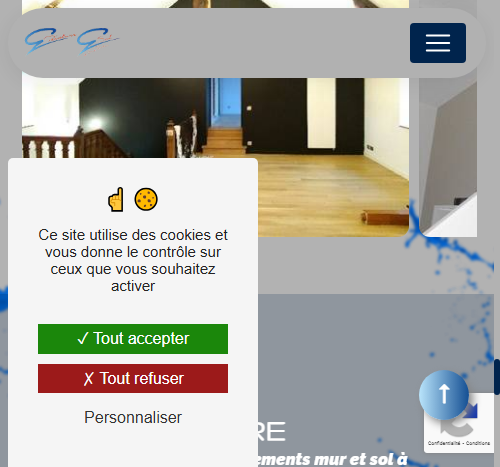 Ce site utilise des cookies et
vous donne le contrôle sur
ceux que vous souhaitez
activer
✓ Tout accepter
✗ Tout refuser
Personnaliser
RE
ements mur et sol à
Confidentialité - Conditions